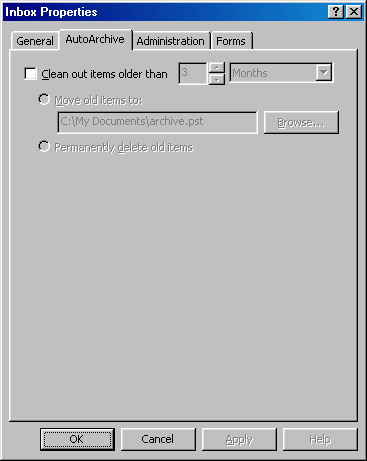 Inbox Properties
General AutoArchive Administration Forms
Clean out items older than 3 Months
Move old items to:
C:\My Documents\archive.pst Browse...
Permanently delete old items
OK Cancel Apply Help